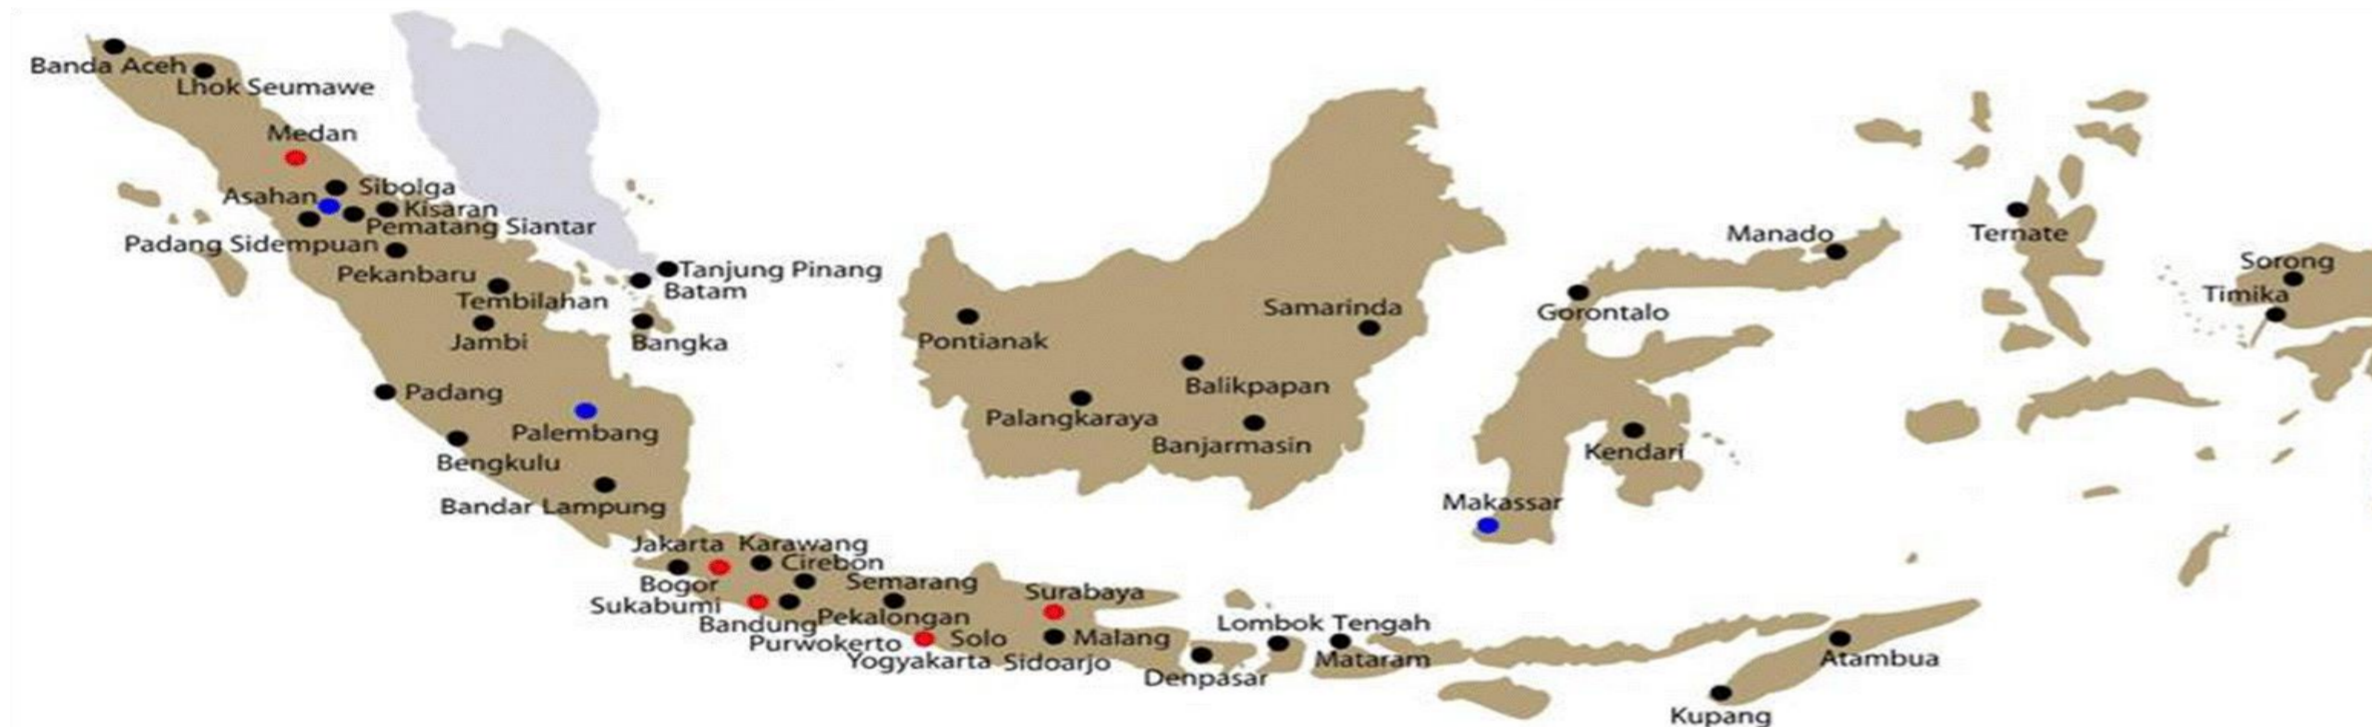 Banda Aceh
Lhok Seumawe
Medan
Asahan
Sibolga
Kisaran
Pematang Siantar
Padang Sidempuan
Pekanbaru
Tembilahan
Jambi
Tanjung Pinang
Batam
Bangka
Padang
Palembang
Bengkulu
Bandar Lampung
Jakarta
Karawang
Cirebon
Bogor
Sukabumi
Semarang
Bandung
Pekalongan
Purwokerto
Solo
Yogyakarta
Surabaya
Malang
Sidoarjo
Pontianak
Samarinda
Balikpapan
Palangkaraya
Banjarmasin
Manado
Gorontalo
Kendari
Makassar
Ternate
Sorong
Timika
Lombok Tengah
Mataram
Denpasar
Atambua
Kupang